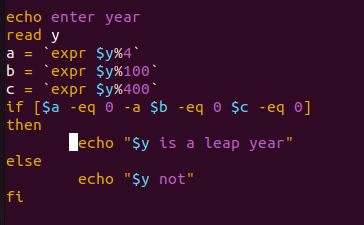 echo enter year
read y
a = `expr $y%4`
b = `expr $y%100`
c = `expr $y%400`
if [$a -eq 0 -a $b -eq 0 $c -eq 0]
then
echo "$y is a leap year"
else
echo "$y not"
fi